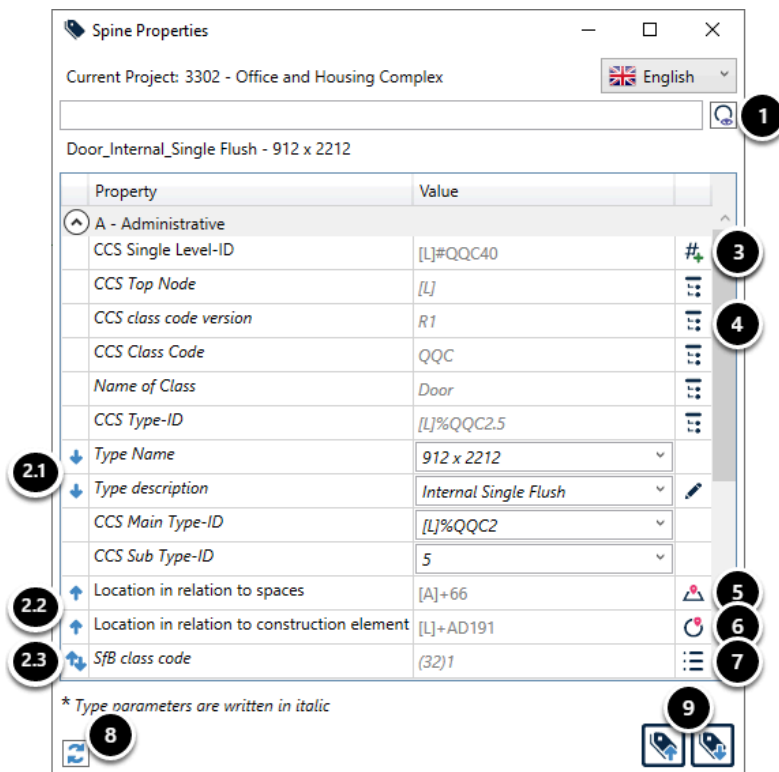 Spine Properties
Current Project: 3302 - Office and Housing Complex
English
1
Door_Internal_Single Flush - 912 x 2212
Property Value
A - Administrative
CCS Single Level-ID [L]#QQC40 3
CCS Top Node [L]
CCS class code version R1 4
CCS Class Code QQC
Name of Class Door
CCS Type-ID [L]%QQC2.5
2.1 Type Name 912 x 2212
Type description Internal Single Flush
CCS Main Type-ID [L]%QQC2
CCS Sub Type-ID 5
2.2 Location in relation to spaces [A]+66 5
Location in relation to construction element [L]+AD191 6
2.3 SfB class code (32)1 7
* Type parameters are written in italic
8 9